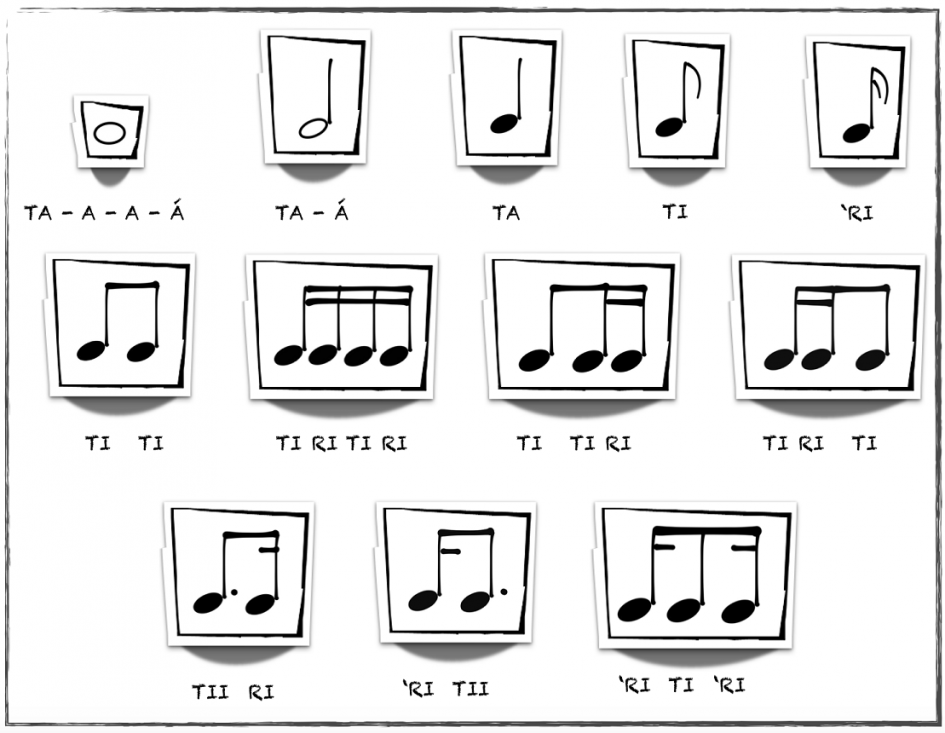 TA - A - A - Á TA - Á TA TI 'RI
TI TI TI RI TI RI TI TI RI TI RI TI
TII RI 'RI TII 'RI TI 'RI